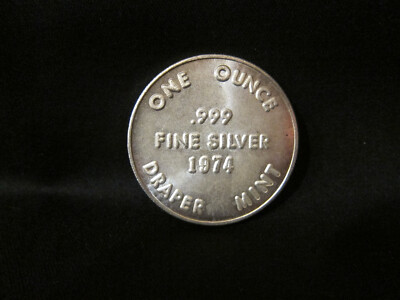 ONE OUNCE
.999
FINE SILVER
1974
DRAPER MINT